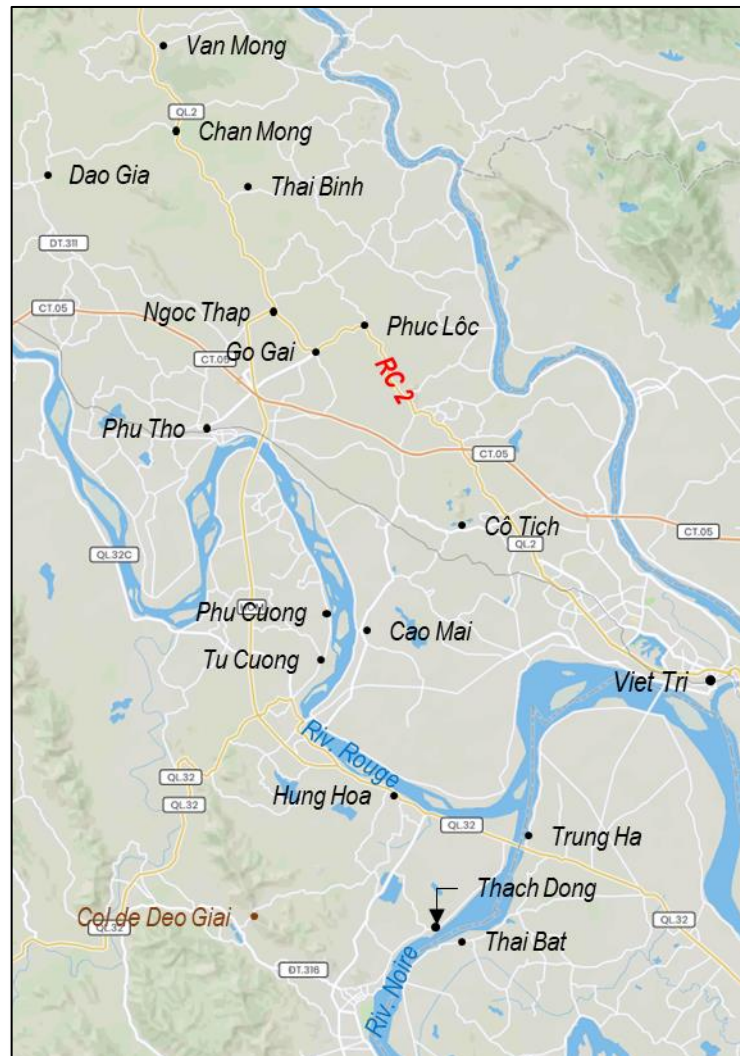 Van Mong
QL.2
Chan Mong
Dao Gia
Thai Binh
DT.311
CT.05
Ngoc Thap
Phuc Lôc
Go Gai
CT.05
RC 2
Phu Tho
CT.05
Cô Tich
CT.05
QL.2
QL.32C
Phu Cuong
Cao Mai
Tu Cuong
Viet Tri
Riv. Rouge
QL.32
Hung Hoa
QL.32
QL.32
Trung Ha
Thach Dong
Col de Deo Giai
QL.32
QL.32
Thai Bat
ĐT.316
Riv. Noire